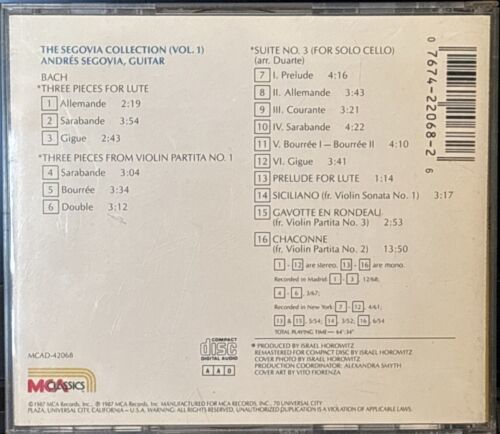 THE SEGOVIA COLLECTION (VOL. 1)
ANDRÉS SEGOVIA, GUITAR
BACH
*THREE PIECES FOR LUTE
1 Allemande 2:19
2 Sarabande 3:54
3 Gigue 2:43
*THREE PIECES FROM VIOLIN PARTITA NO. 1
4 Sarabande 3:04
5 Bourrée 3:34
6 Double 3:12
*SUITE NO. 3 (FOR SOLO CELLO)
(arr. Duarte)
7 I. Prelude 4:16
8 II. Allemande 3:43
9 III. Courante 3:21
10 IV. Sarabande 4:22
11 V. Bourrée I – Bourrée II 4:10
12 VI. Gigue 3:41
13 PRELUDE FOR LUTE 1:14
14 SICILIANO (fr. Violin Sonata No. 1) 3:17
15 GAVOTTE EN RONDEAU
(fr. Violin Partita No. 3) 2:53
16 CHACONNE
(fr. Violin Partita No. 2) 13:50
1 - 12 are stereo. 13 - 16 are mono.
Recorded in Madrid: 1 - 3, 12/68;
4 - 6, 3/67;
Recorded in New York: 7 - 12, 4/61;
13 & 15, 5/54; 14, 3/52; 16, 6/54
TOTAL PLAYING TIME – 64':34"
0 7674-22068-2 6
MCAD-42068
MCA CLASSICS
COMPACT
disc
DIGITAL AUDIO
A A D
*PRODUCED BY ISRAEL HOROWITZ
REMASTERED FOR COMPACT DISC BY ISRAEL HOROWITZ
COVER PHOTO BY ISRAEL HOROWITZ
PRODUCTION COORDINATOR: ALEXANDRA SMYTH
COVER ART BY VITO FIORENZA
©1987 MCA Records, Inc., ℗ 1987 MCA Records, Inc. MANUFACTURED FOR MCA RECORDS, INC., 70 UNIVERSAL CITY
PLAZA, UNIVERSAL CITY, CALIFORNIA – U.S.A. WARNING: ALL RIGHTS RESERVED. UNAUTHORIZED DUPLICATION IS A VIOLATION OF APPLICABLE LAWS.